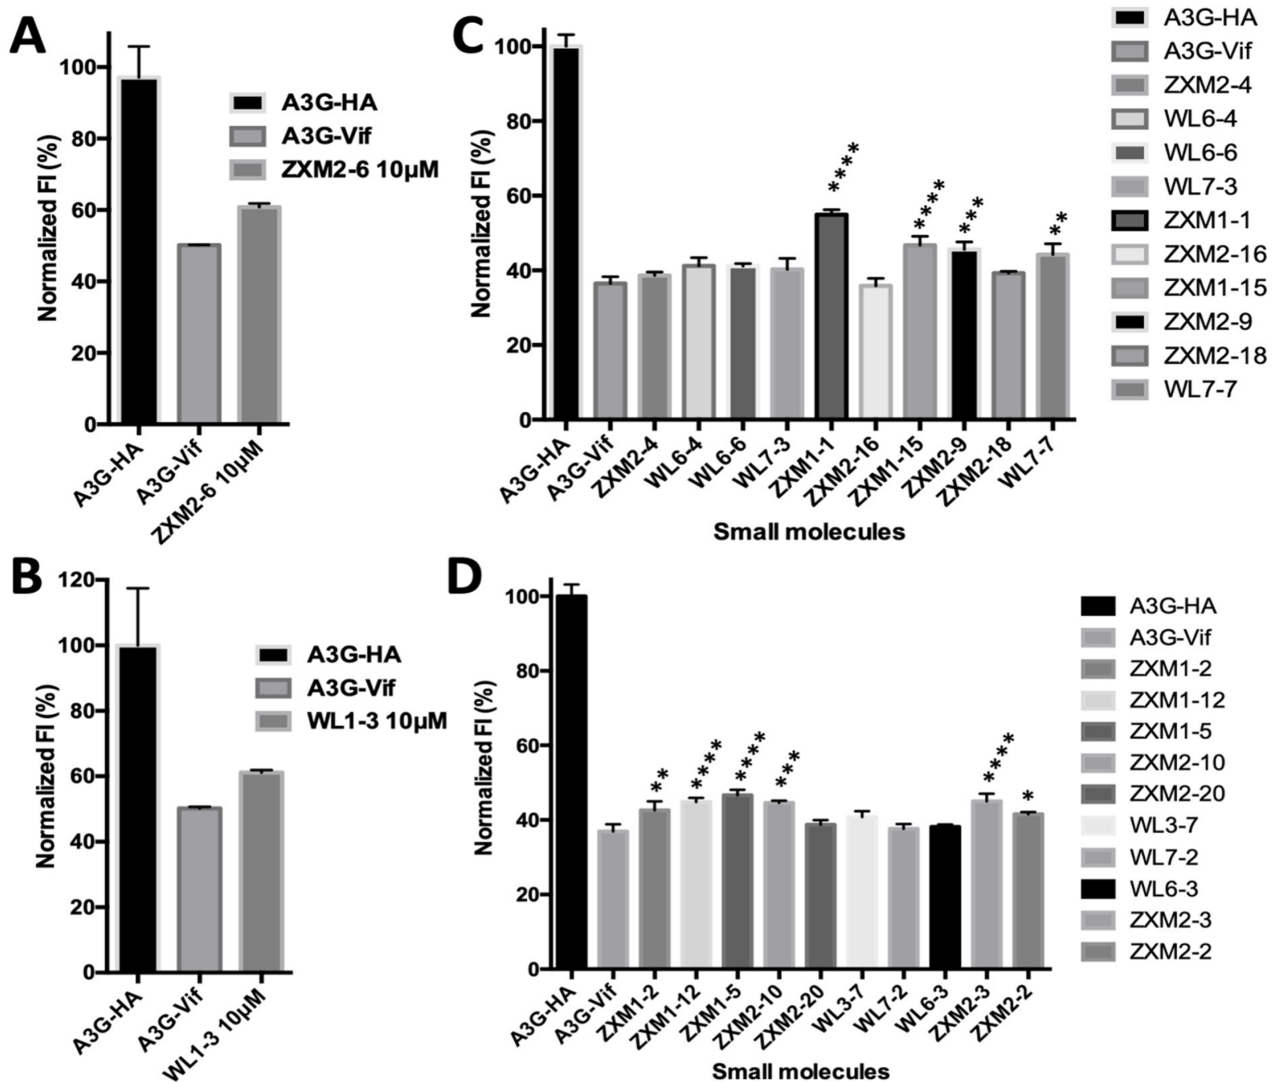 A
Normalized FI (%)
100
80
60
40
20
0
A3G-HA
A3G-Vif
ZXM2-6 10μM
A3G-HA
A3G-Vif
ZXM2-6 10μM
C
Normalized FI (%)
100
80
60
40
20
0
****
****
***
**
A3G-HA
A3G-Vif
ZXM2-4
WL6-4
WL6-6
WL7-3
ZXM1-1
ZXM2-16
ZXM1-15
ZXM2-9
ZXM2-18
WL7-7
Small molecules
A3G-HA
A3G-Vif
ZXM2-4
WL6-4
WL6-6
WL7-3
ZXM1-1
ZXM2-16
ZXM1-15
ZXM2-9
ZXM2-18
WL7-7
B
Normalized FI (%)
120
100
80
60
40
20
0
A3G-HA
A3G-Vif
WL1-3 10μM
A3G-HA
A3G-Vif
WL1-3 10μM
D
Normalized FI (%)
100
80
60
40
20
0
**
****
****
***
****
*
A3G-HA
A3G-Vif
ZXM1-2
ZXM1-12
ZXM1-5
ZXM2-10
ZXM2-20
WL3-7
WL7-2
WL6-3
ZXM2-3
ZXM2-2
Small molecules
A3G-HA
A3G-Vif
ZXM1-2
ZXM1-12
ZXM1-5
ZXM2-10
ZXM2-20
WL3-7
WL7-2
WL6-3
ZXM2-3
ZXM2-2